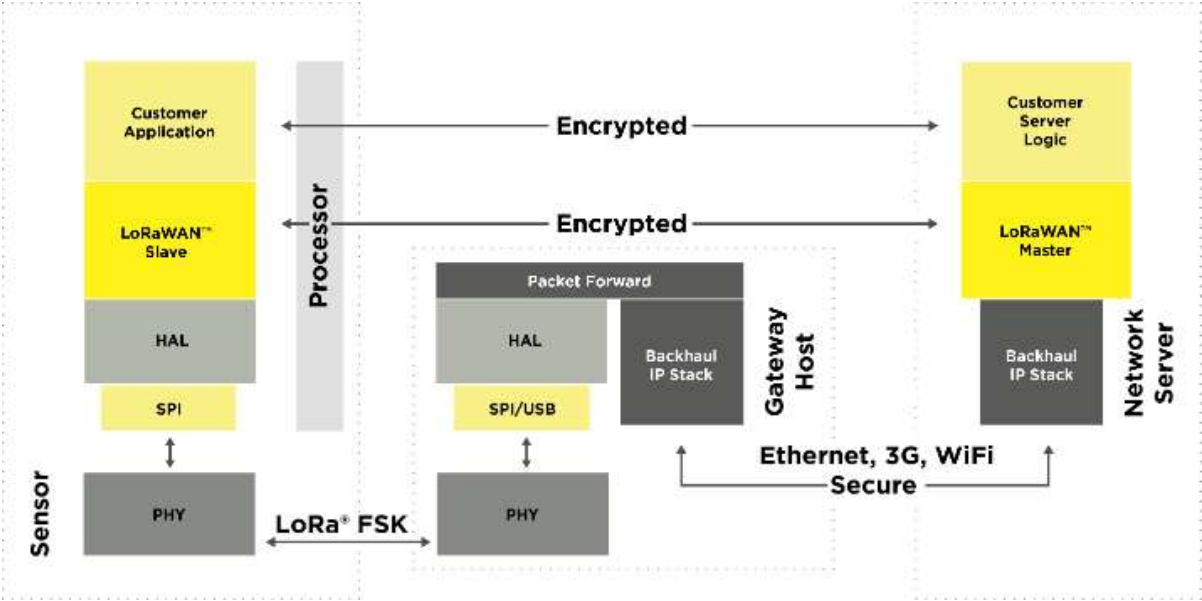 Customer
Application
LoRaWAN™
Slave
HAL
SPI
PHY
Sensor
Processor
Encrypted
Encrypted
LoRa® FSK
Packet Forward
HAL
SPI/USB
PHY
Backhaul
IP Stack
Gateway
Host
Ethernet, 3G, WiFi
Secure
Customer
Server
Logic
LoRaWAN™
Master
Backhaul
IP Stack
Network
Server